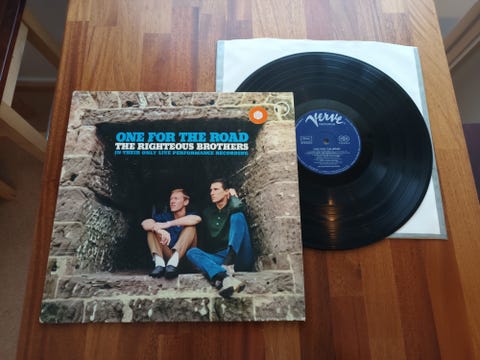 ONE FOR THE ROAD
THE RIGHTEOUS BROTHERS
IN THEIR ONLY LIVE PERFORMANCE RECORDING
Verve